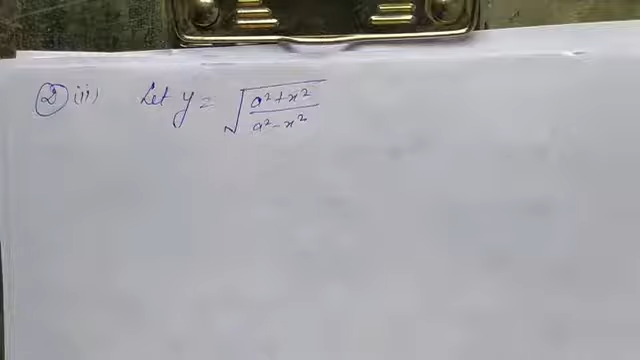 ② (ii) Let y = √((a²+x²)/(a²-x²))